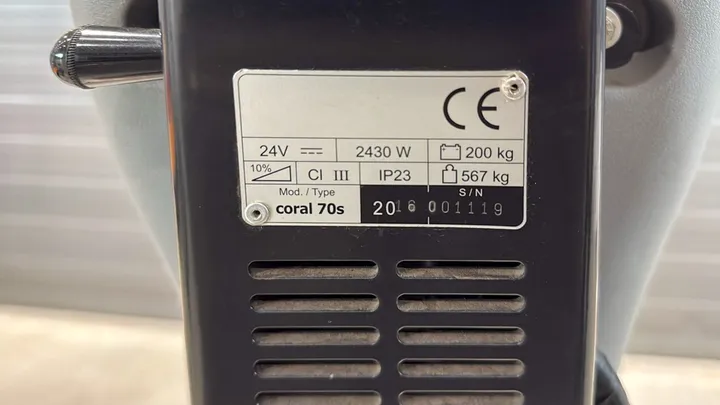 CE
24V 2430 W 200 kg
10% Cl III IP23 567 kg
Mod. / Type S / N
coral 70s 2016 001119